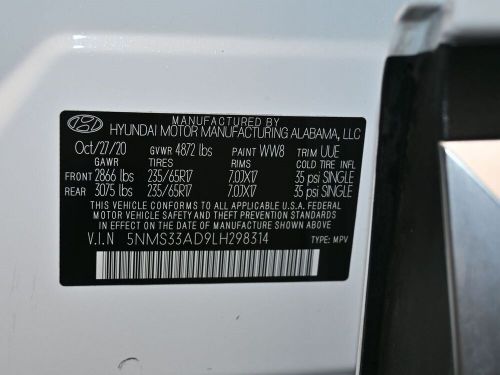 MANUFACTURED BY
HYUNDAI MOTOR MANUFACTURING ALABAMA, LLC
Oct/27/20 GVWR 4872 lbs PAINT WW8 TRIM UUE
GAWR TIRES RIMS COLD TIRE INFL
FRONT 2866 lbs 235/65R17 7.0JX17 35 psi SINGLE
REAR 3075 lbs 235/65R17 7.0JX17 35 psi SINGLE
THIS VEHICLE CONFORMS TO ALL APPLICABLE U.S.A. FEDERAL
MOTOR VEHICLE SAFETY, BUMPER, AND THEFT PREVENTION STANDARDS
IN EFFECT ON THE DATE OF MANUFACTURE SHOWN ABOVE.
V.I.N 5NMS33AD9LH298314 TYPE: MPV